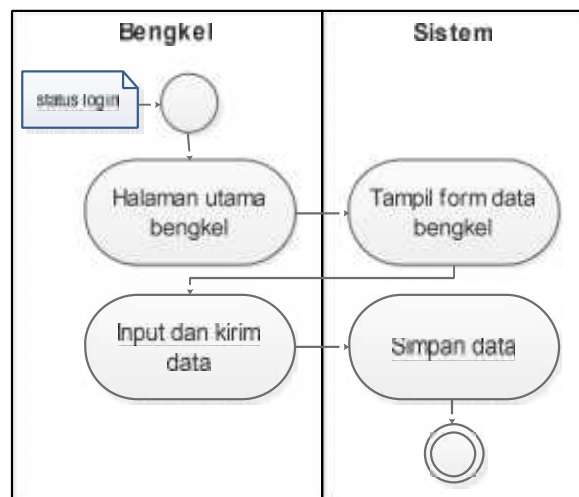 Bengkel
Sistem
status login
Halaman utama
bengkel
Tampil form data
bengkel
Input dan kirim
data
Simpan data